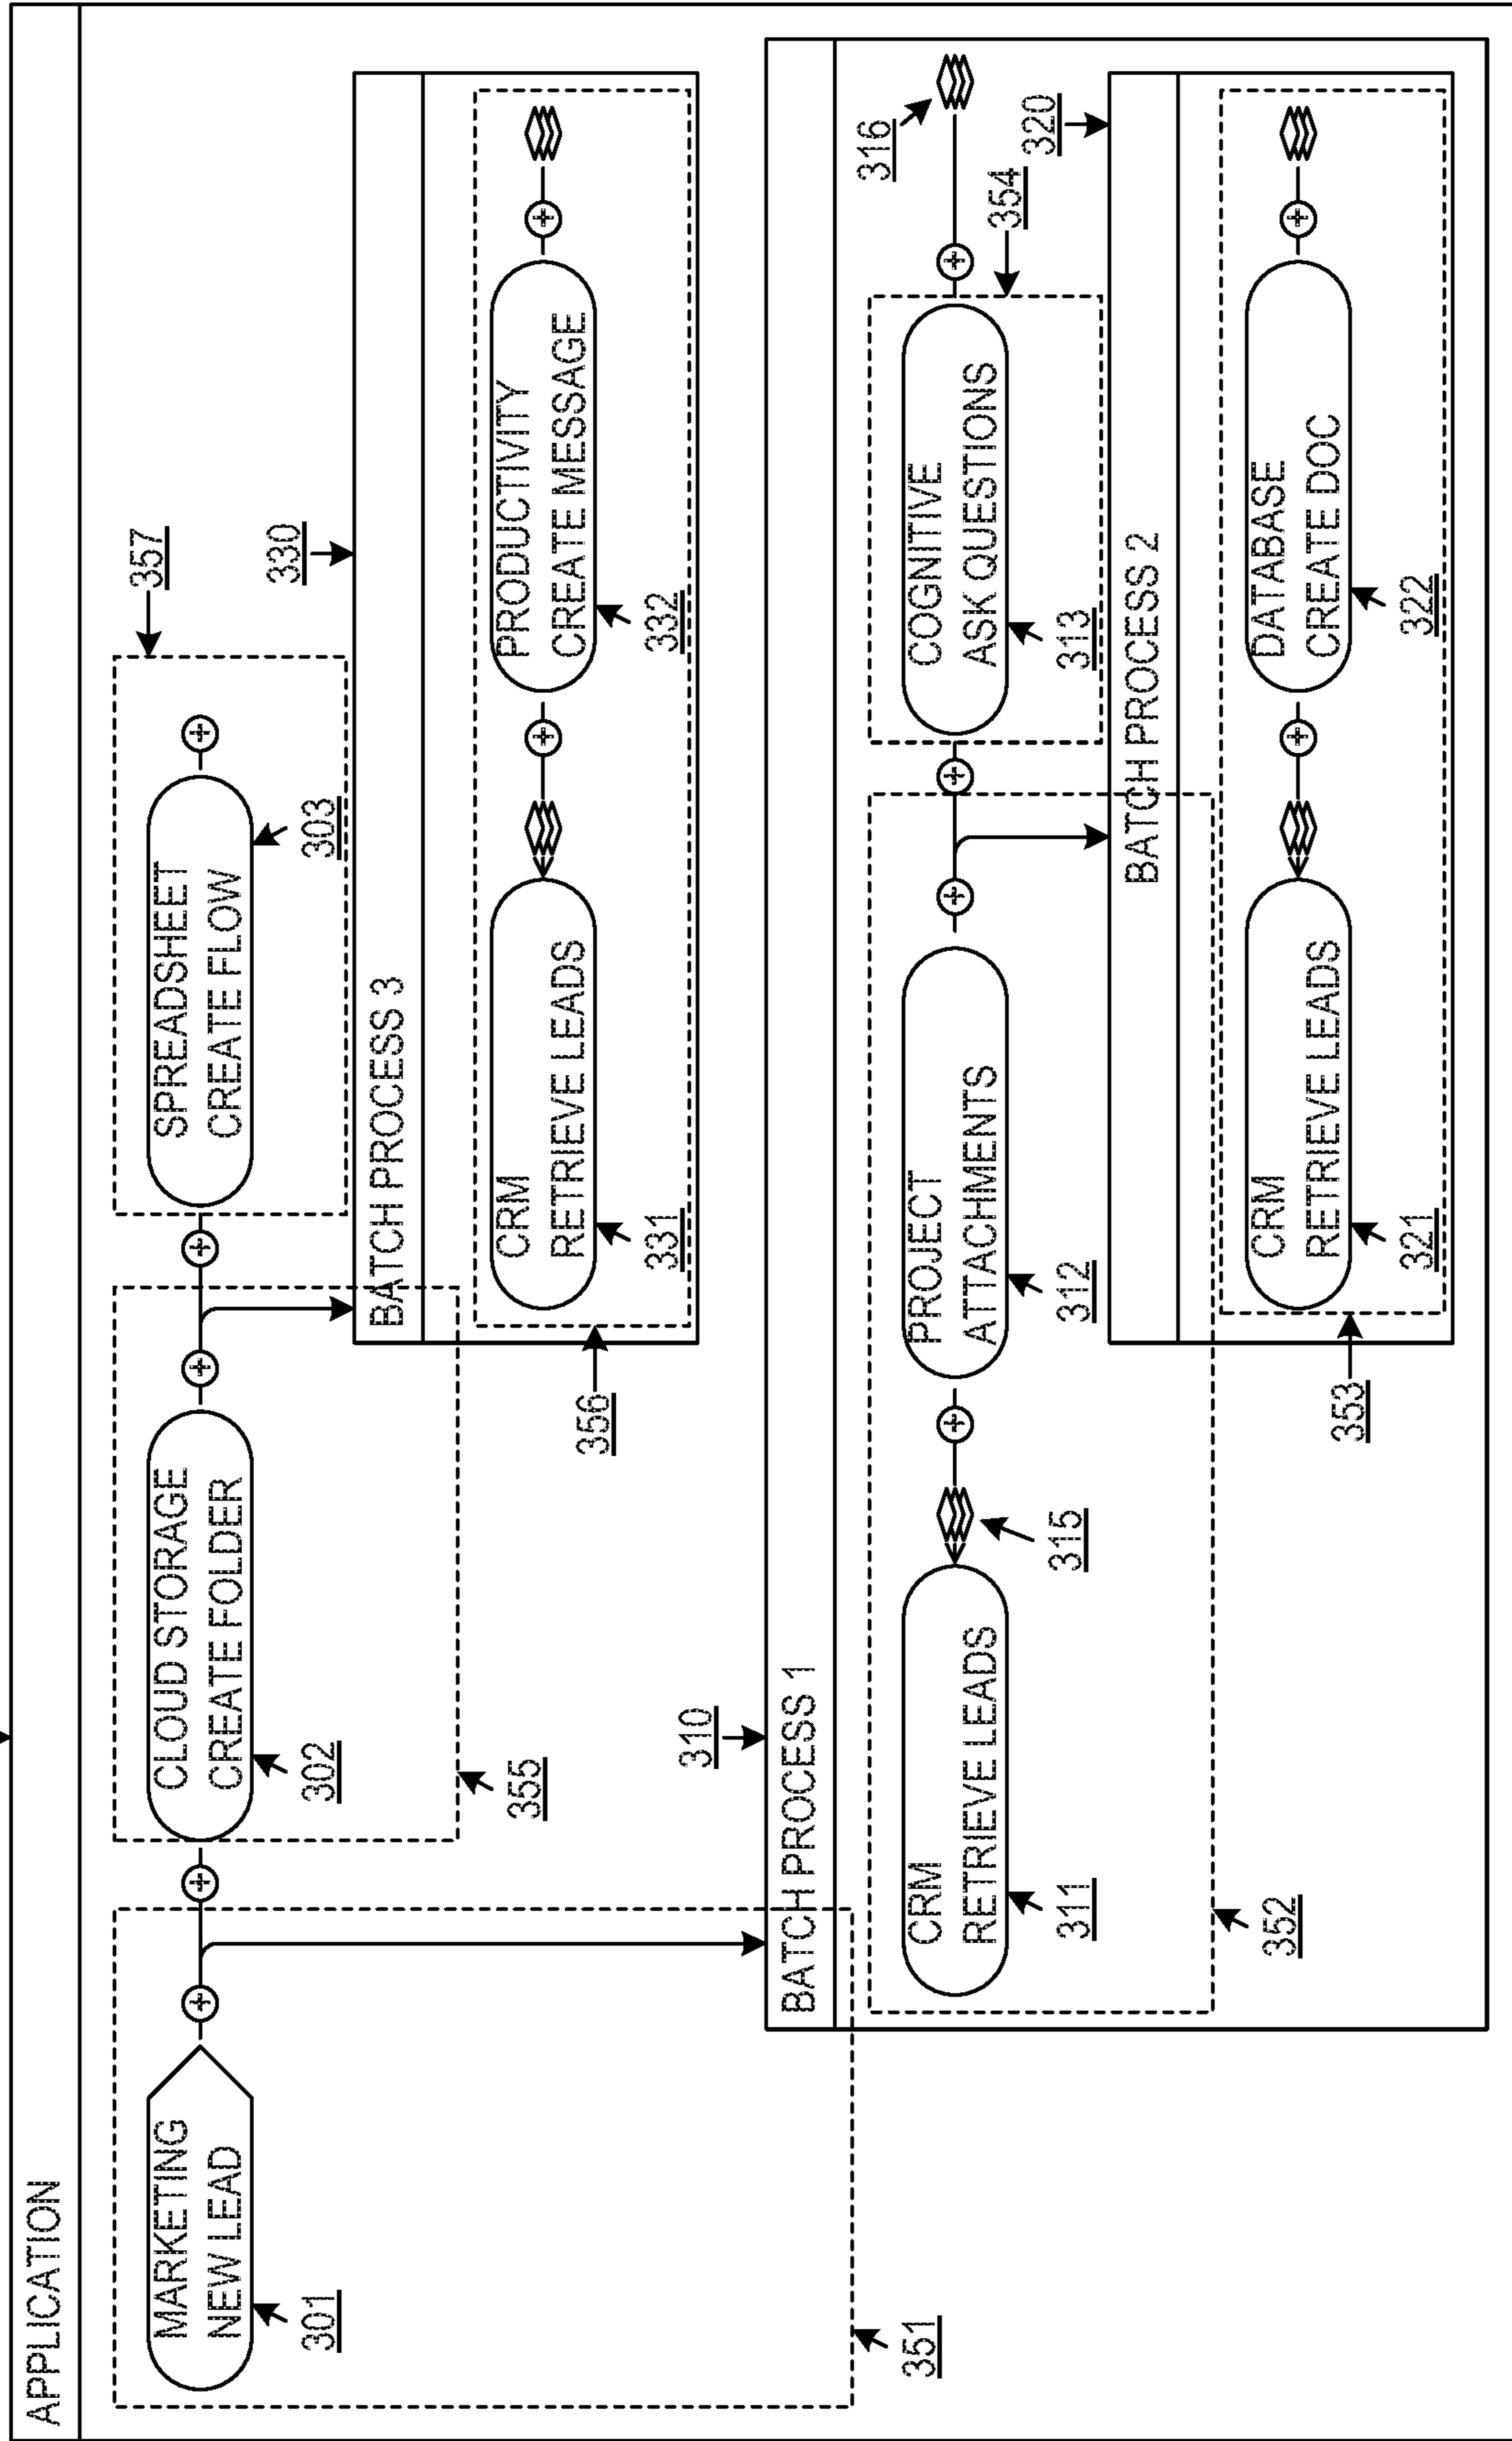 APPLICATION
MARKETING
NEW LEAD
301
CLOUD STORAGE
CREATE FOLDER
302
SPREADSHEET
CREATE FLOW
303
357
351
355
330
BATCH PROCESS 3
CRM
RETRIEVE LEADS
331
PRODUCTIVITY
CREATE MESSAGE
332
356
310
BATCH PROCESS 1
CRM
RETRIEVE LEADS
311
315
PROJECT
ATTACHMENTS
312
COGNITIVE
ASK QUESTIONS
313
316
354
320
352
BATCH PROCESS 2
CRM
RETRIEVE LEADS
321
DATABASE
CREATE DOC
322
353